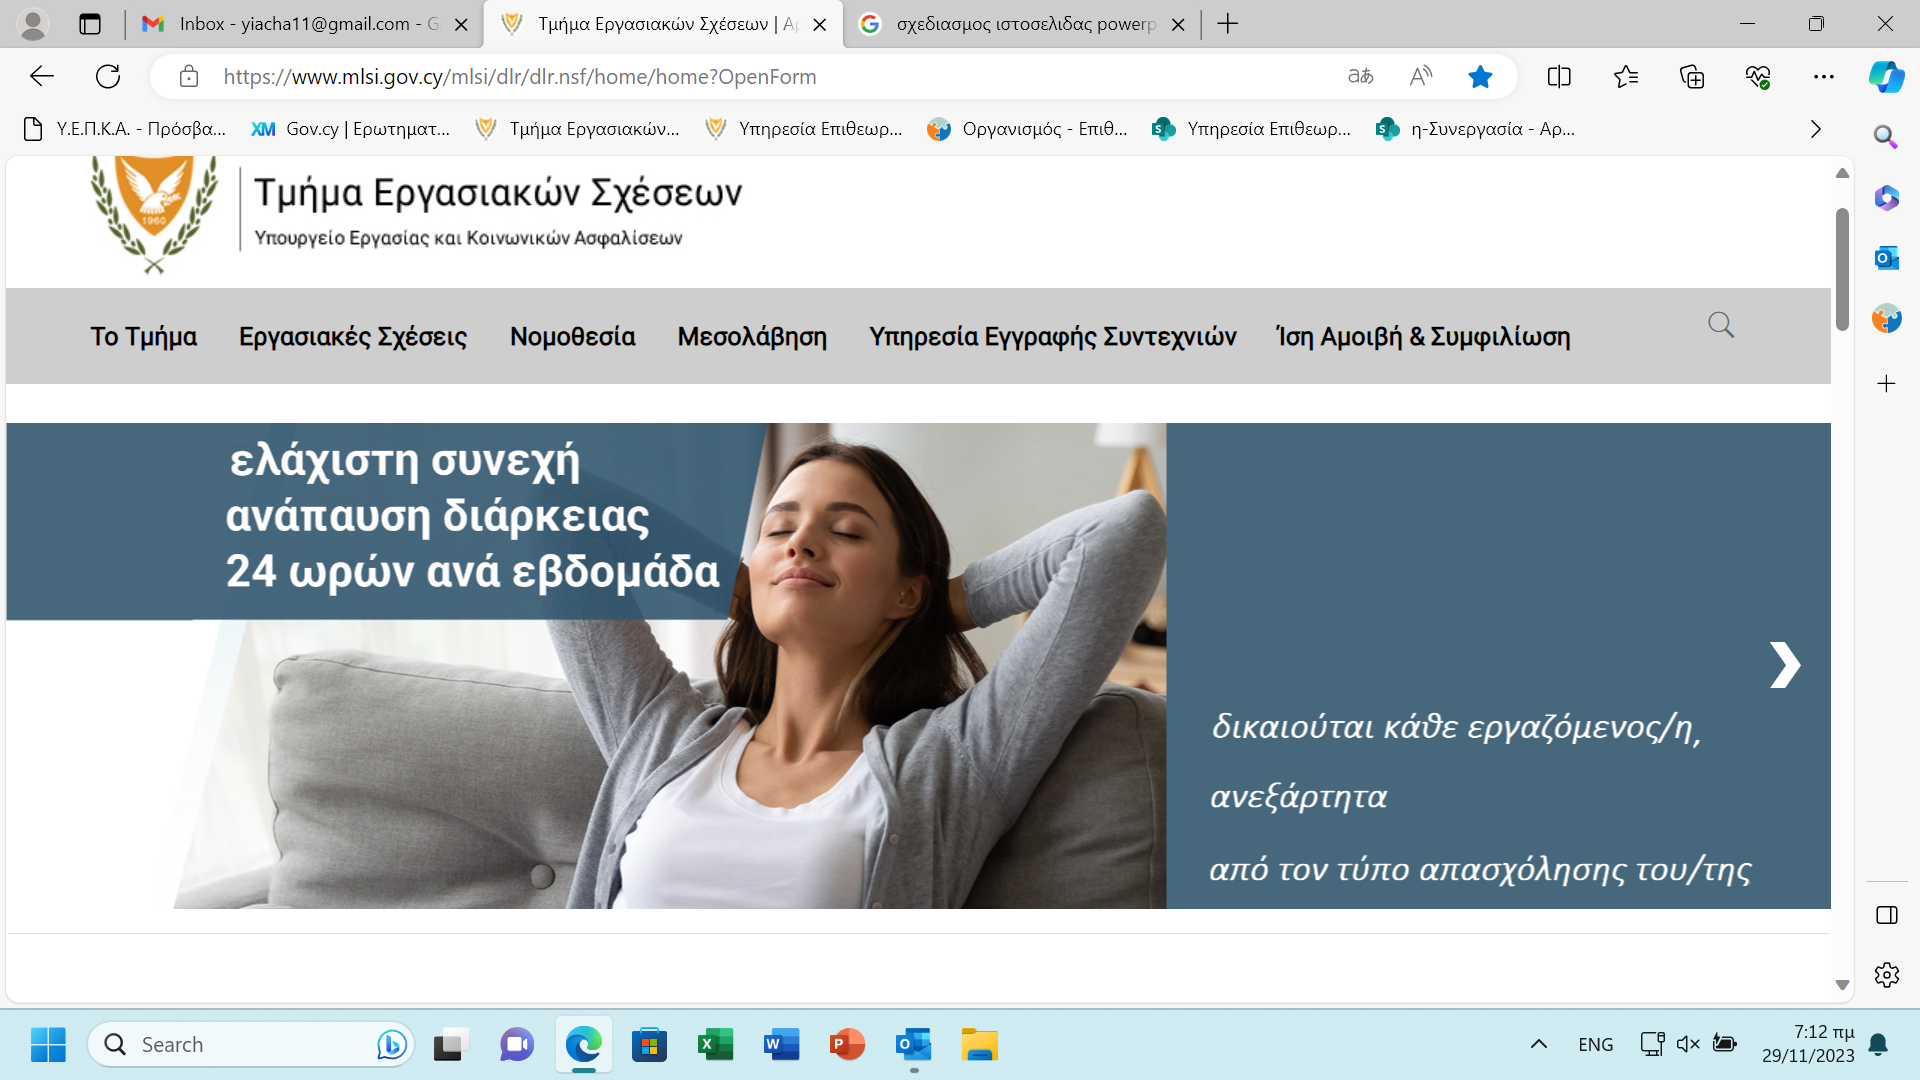 Inbox - yiacha11@gmail.com - G
Τμήμα Εργασιακών Σχέσεων | Αρ
σχεδιασμος ιστοσελιδας powerp
https://www.mlsi.gov.cy/mlsi/dlr/dlr.nsf/home/home?OpenForm
Υ.Ε.Π.Κ.Α. - Πρόσβα...
XM Gov.cy | Ερωτηματ...
Τμήμα Εργασιακών...
Υπηρεσία Επιθεωρ...
Οργανισμός - Επιθ...
Υπηρεσία Επιθεωρ...
η-Συνεργασία - Αρ...
1960
Τμήμα Εργασιακών Σχέσεων
Υπουργείο Εργασίας και Κοινωνικών Ασφαλίσεων
Το Τμήμα
Εργασιακές Σχέσεις
Νομοθεσία
Μεσολάβηση
Υπηρεσία Εγγραφής Συντεχνιών
Ίση Αμοιβή & Συμφιλίωση
ελάχιστη συνεχή
ανάπαυση διάρκειας
24 ωρών ανά εβδομάδα
δικαιούται κάθε εργαζόμενος/η,
ανεξάρτητα
από τον τύπο απασχόλησης του/της
Search
ENG
7:12 πμ
29/11/2023